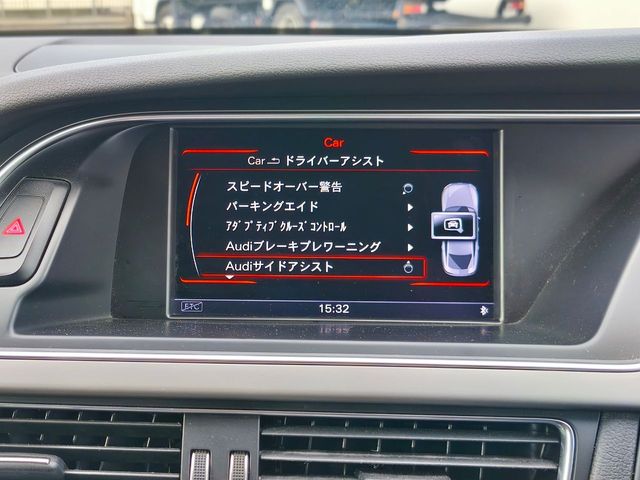 Car
Car ドライバーアシスト
スピードオーバー警告
パーキングエイド
ｱﾀﾞﾌﾟﾃｨﾌﾞｸﾙｰｽﾞｺﾝﾄﾛｰﾙ
Audiブレーキプレワーニング
Audiサイドアシスト
ETC 15:32